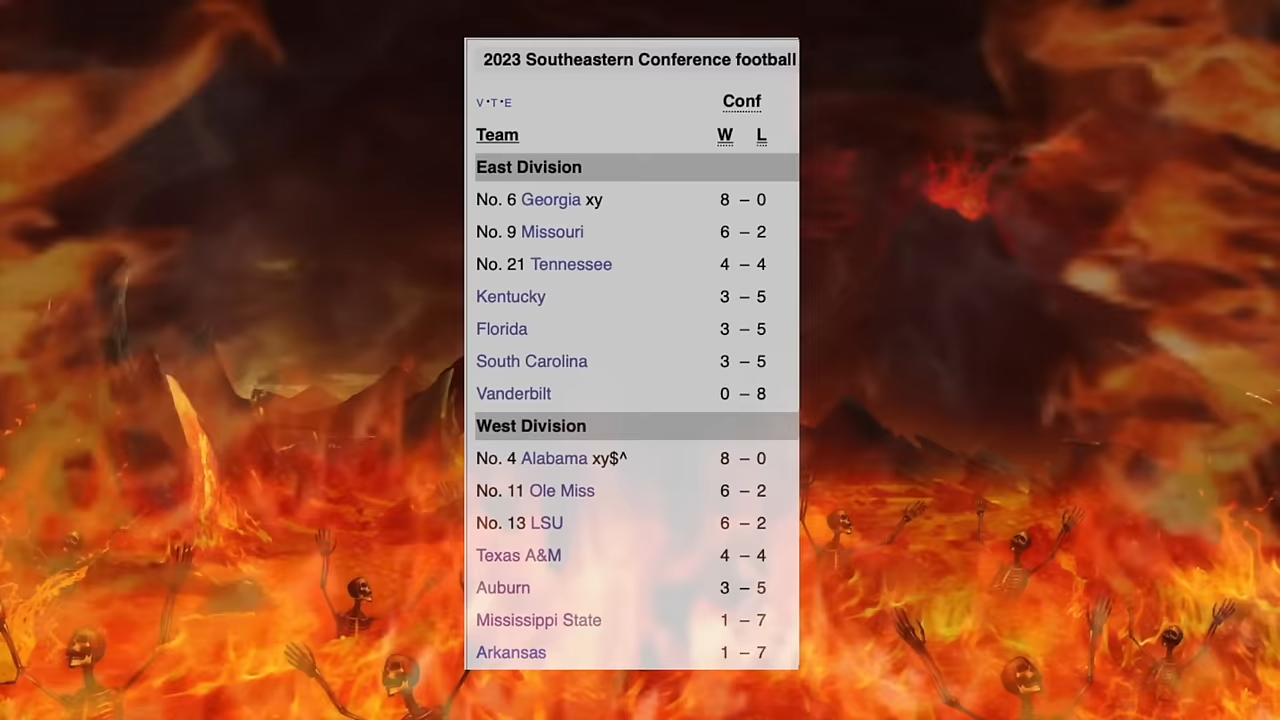 2023 Southeastern Conference football
V•T•E Conf
Team W L
East Division
No. 6 Georgia xy 8 – 0
No. 9 Missouri 6 – 2
No. 21 Tennessee 4 – 4
Kentucky 3 – 5
Florida 3 – 5
South Carolina 3 – 5
Vanderbilt 0 – 8
West Division
No. 4 Alabama xy$^ 8 – 0
No. 11 Ole Miss 6 – 2
No. 13 LSU 6 – 2
Texas A&M 4 – 4
Auburn 3 – 5
Mississippi State 1 – 7
Arkansas 1 – 7